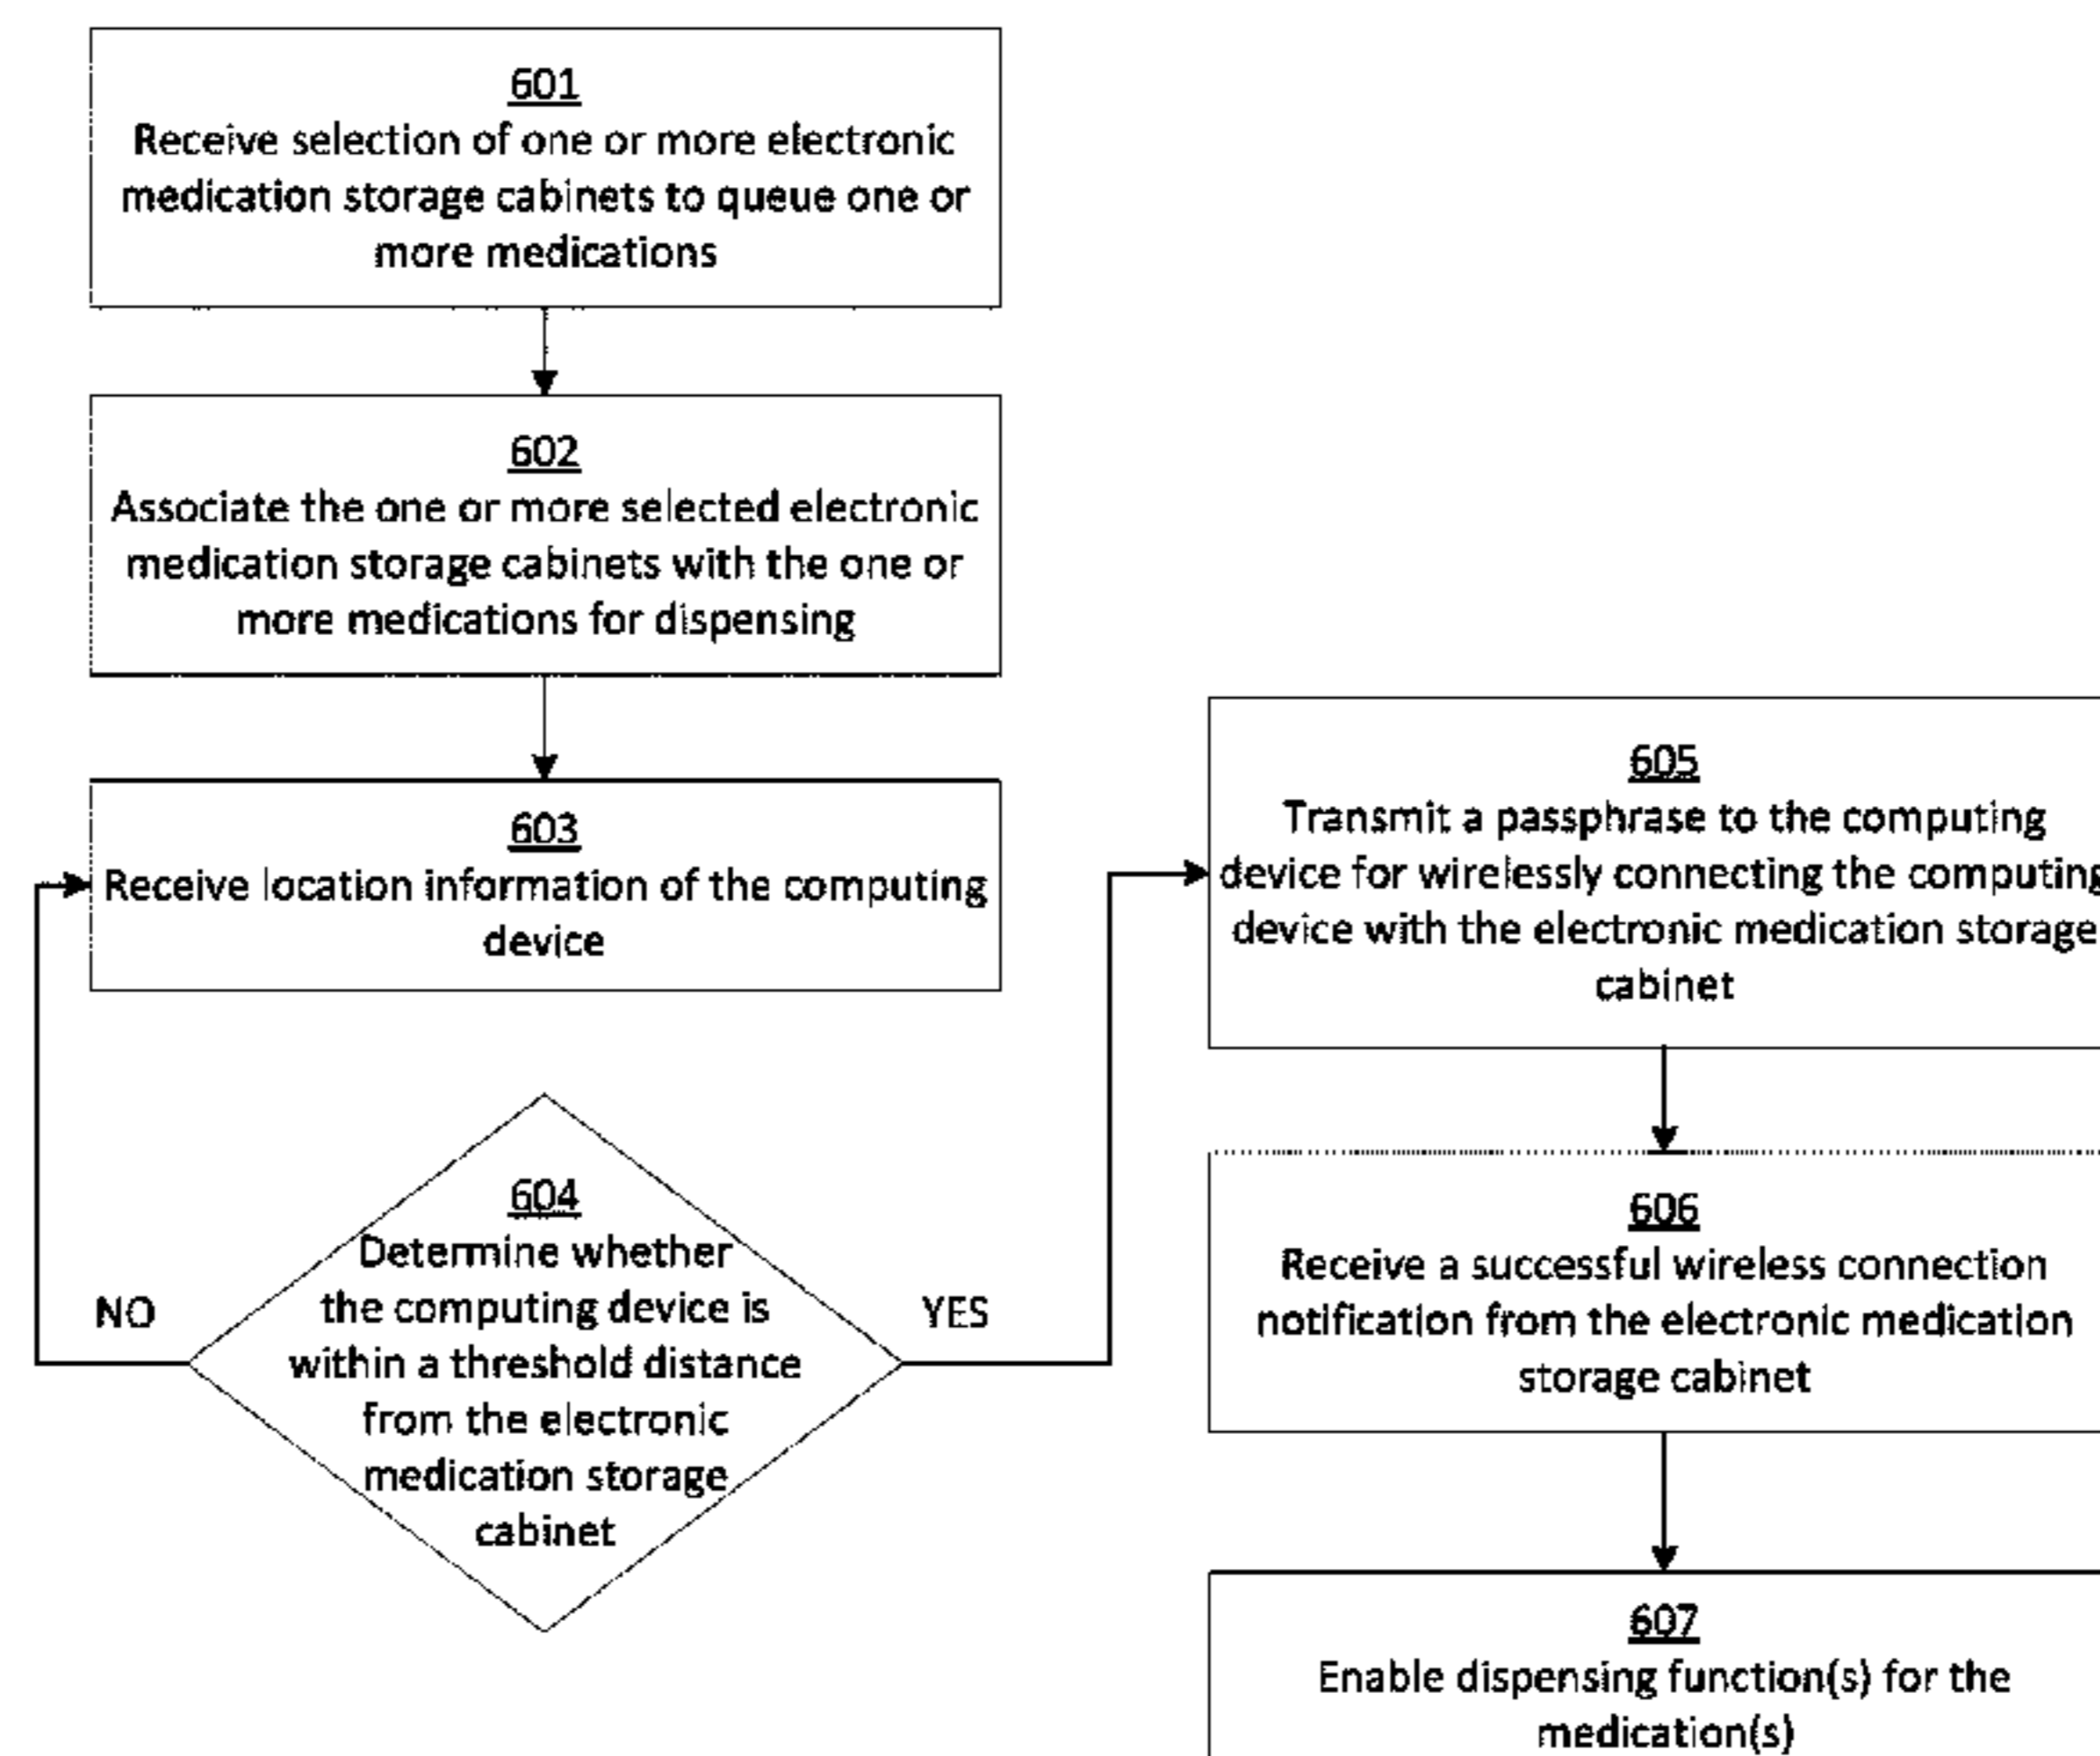 601
Receive selection of one or more electronic
medication storage cabinets to queue one or
more medications
602
Associate the one or more selected electronic
medication storage cabinets with the one or
more medications for dispensing
603
Receive location information of the computing
device
604
Determine whether
the computing device is
within a threshold distance
from the electronic
medication storage
cabinet
NO
YES
605
Transmit a passphrase to the computing
device for wirelessly connecting the computing
device with the electronic medication storage
cabinet
606
Receive a successful wireless connection
notification from the electronic medication
storage cabinet
607
Enable dispensing function(s) for the
medication(s)